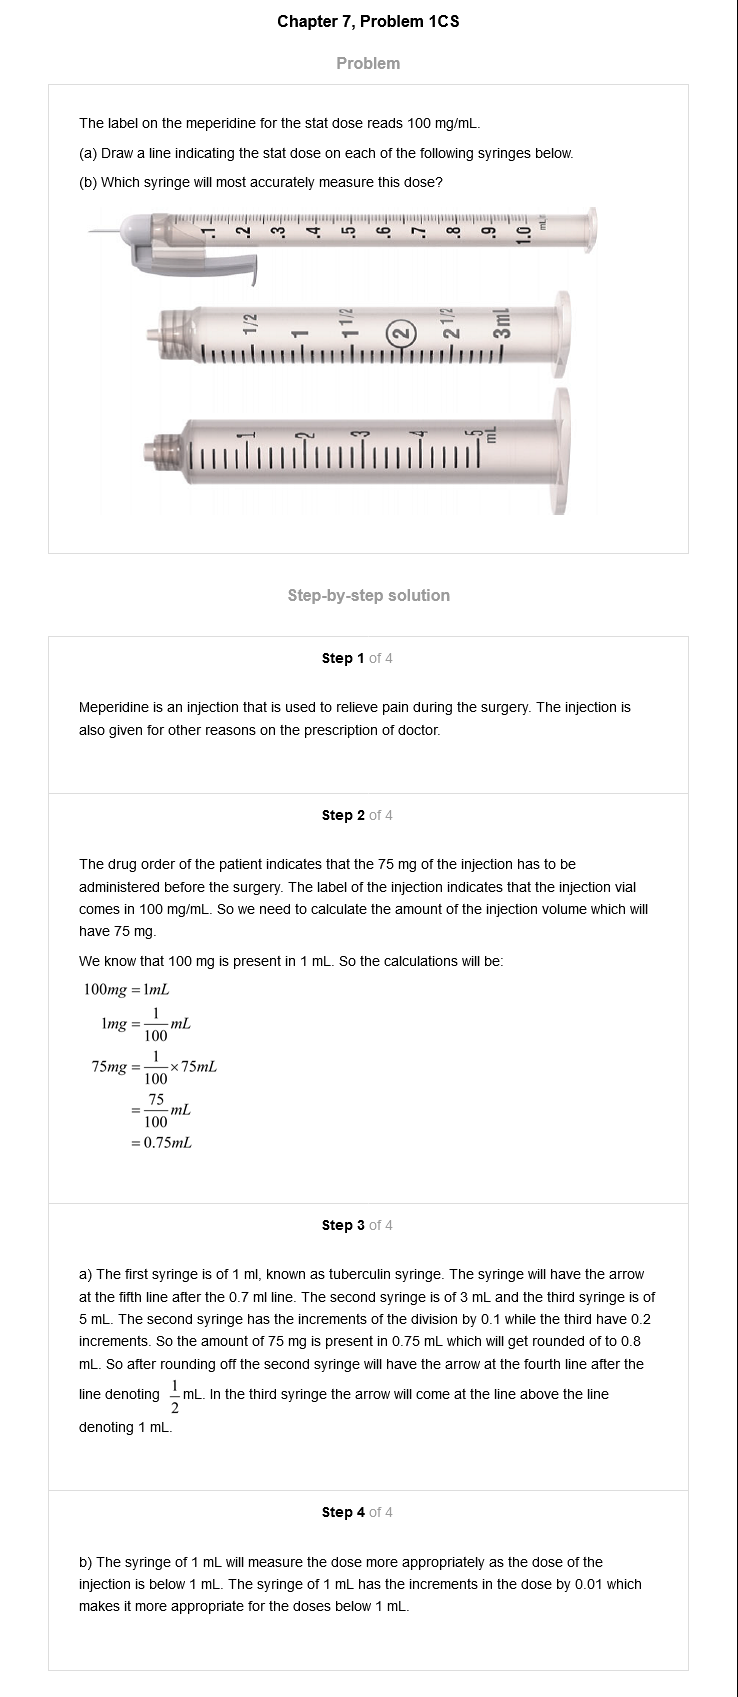 Chapter 7, Problem 1CS
Problem
The label on the meperidine for the stat dose reads 100 mg/mL.
(a) Draw a line indicating the stat dose on each of the following syringes below.
(b) Which syringe will most accurately measure this dose?
.1 .2 .3 .4 .5 .6 .7 .8 .9 1.0
1/2 1 1 1/2 2 2 1/2 3mL
1 2 3 4 5 mL
Step-by-step solution
Step 1 of 4
Meperidine is an injection that is used to relieve pain during the surgery. The injection is
also given for other reasons on the prescription of doctor.
Step 2 of 4
The drug order of the patient indicates that the 75 mg of the injection has to be
administered before the surgery. The label of the injection indicates that the injection vial
comes in 100 mg/mL. So we need to calculate the amount of the injection volume which will
have 75 mg.
We know that 100 mg is present in 1 mL. So the calculations will be:
100mg = 1mL
1mg = 1/100 mL
75mg = 1/100 × 75mL
= 75/100 mL
= 0.75mL
Step 3 of 4
a) The first syringe is of 1 ml, known as tuberculin syringe. The syringe will have the arrow
at the fifth line after the 0.7 ml line. The second syringe is of 3 mL and the third syringe is of
5 mL. The second syringe has the increments of the division by 0.1 while the third have 0.2
increments. So the amount of 75 mg is present in 0.75 mL which will get rounded of to 0.8
mL. So after rounding off the second syringe will have the arrow at the fourth line after the
line denoting 1/2 mL. In the third syringe the arrow will come at the line above the line
denoting 1 mL.
Step 4 of 4
b) The syringe of 1 mL will measure the dose more appropriately as the dose of the
injection is below 1 mL. The syringe of 1 mL has the increments in the dose by 0.01 which
makes it more appropriate for the doses below 1 mL.